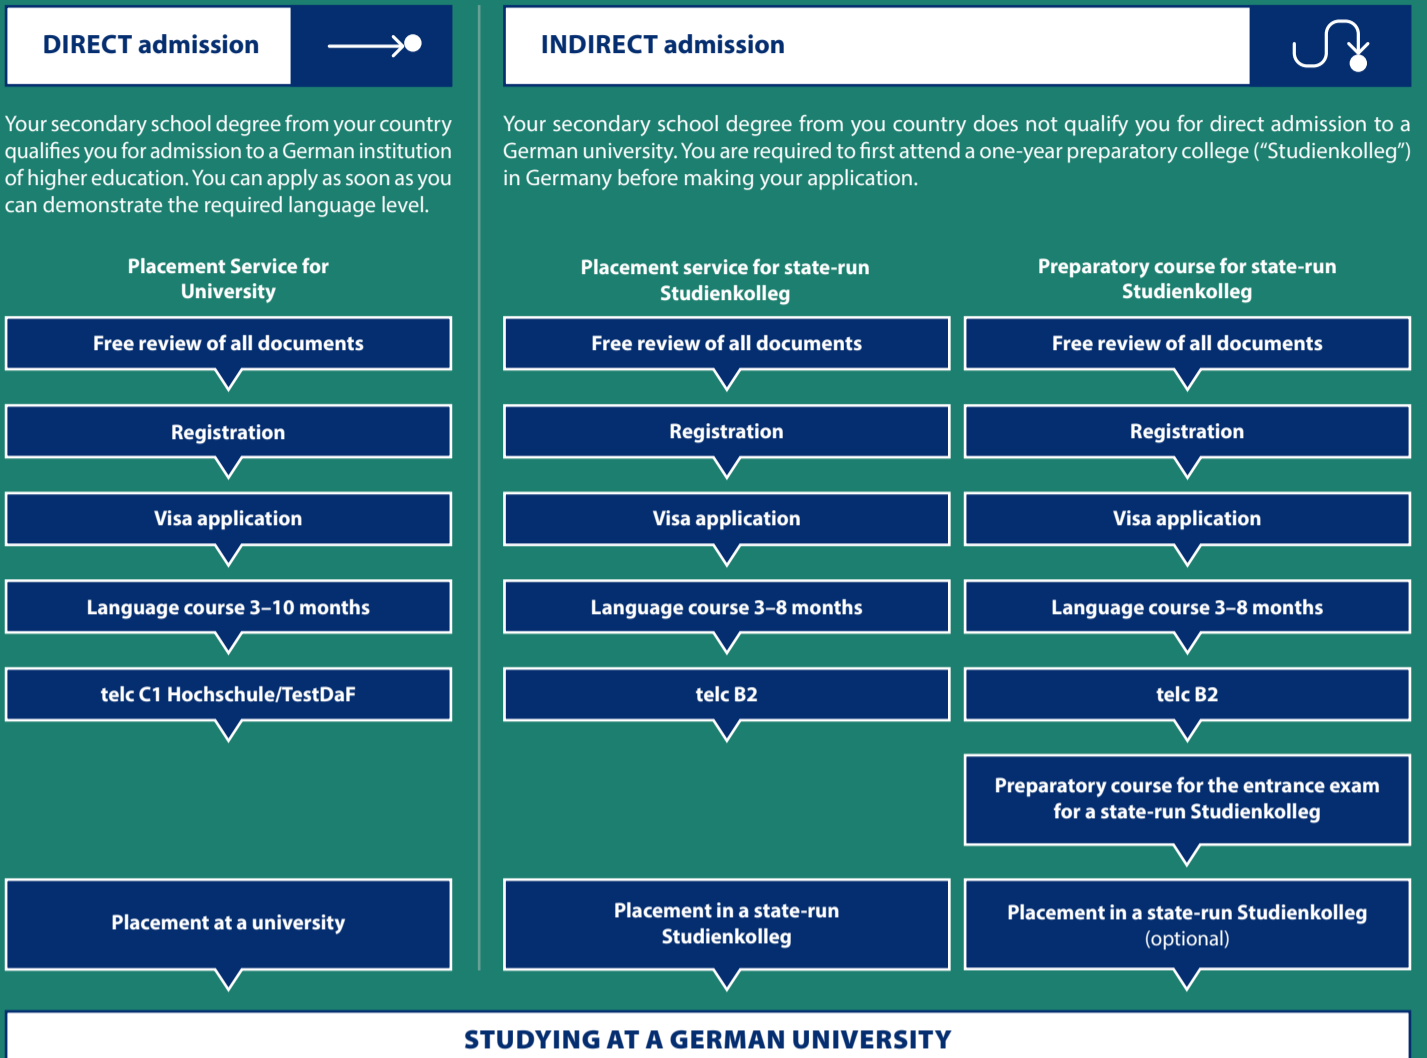 DIRECT admission
Your secondary school degree from your country
qualifies you for admission to a German institution
of higher education. You can apply as soon as you
can demonstrate the required language level.
Placement Service for
University
Free review of all documents
Registration
Visa application
Language course 3–10 months
telc C1 Hochschule/TestDaF
Placement at a university
INDIRECT admission
Your secondary school degree from you country does not qualify you for direct admission to a
German university. You are required to first attend a one-year preparatory college (“Studienkolleg”)
in Germany before making your application.
Placement service for state-run
Studienkolleg
Free review of all documents
Registration
Visa application
Language course 3–8 months
telc B2
Placement in a state-run
Studienkolleg
Preparatory course for state-run
Studienkolleg
Free review of all documents
Registration
Visa application
Language course 3–8 months
telc B2
Preparatory course for the entrance exam
for a state-run Studienkolleg
Placement in a state-run Studienkolleg
(optional)
STUDYING AT A GERMAN UNIVERSITY